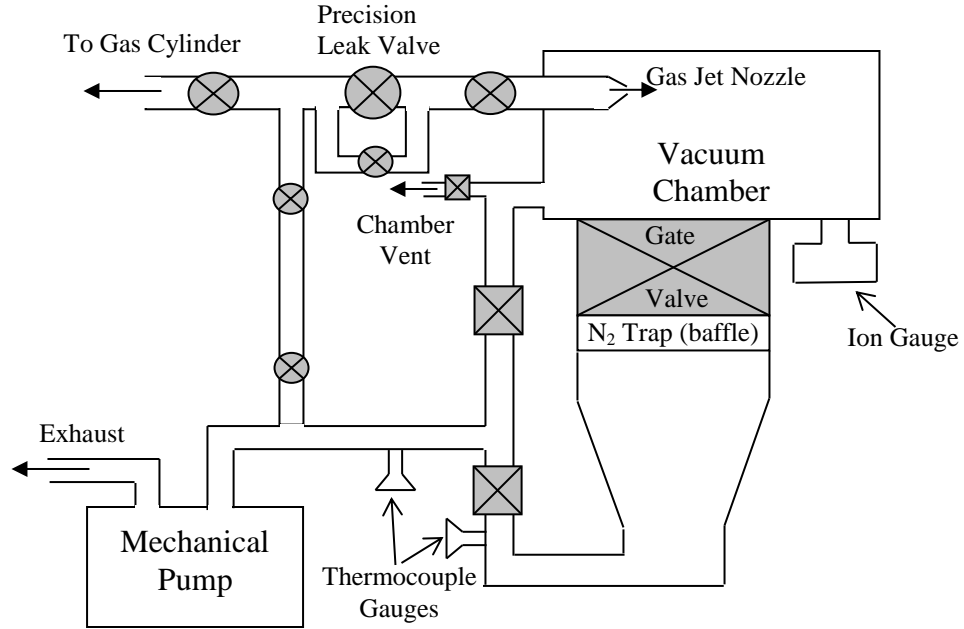 Precision
Leak Valve
To Gas Cylinder
Gas Jet Nozzle
Vacuum
Chamber
Chamber
Vent
Gate
Valve
N₂ Trap (baffle)
Ion Gauge
Exhaust
Mechanical
Pump
Thermocouple
Gauges